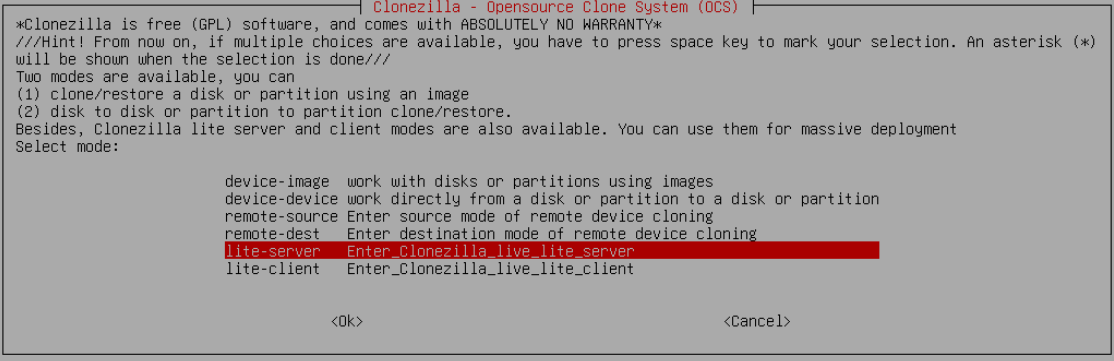 Clonezilla - Opensource Clone System (OCS)
*Clonezilla is free (GPL) software, and comes with ABSOLUTELY NO WARRANTY*
///Hint! From now on, if multiple choices are available, you have to press space key to mark your selection. An asterisk (*)
will be shown when the selection is done///
Two modes are available, you can
(1) clone/restore a disk or partition using an image
(2) disk to disk or partition to partition clone/restore.
Besides, Clonezilla lite server and client modes are also available. You can use them for massive deployment
Select mode:
device-image work with disks or partitions using images
device-device work directly from a disk or partition to a disk or partition
remote-source Enter source mode of remote device cloning
remote-dest Enter destination mode of remote device cloning
lite-server Enter_Clonezilla_live_lite_server
lite-client Enter_Clonezilla_live_lite_client
<Ok> <Cancel>